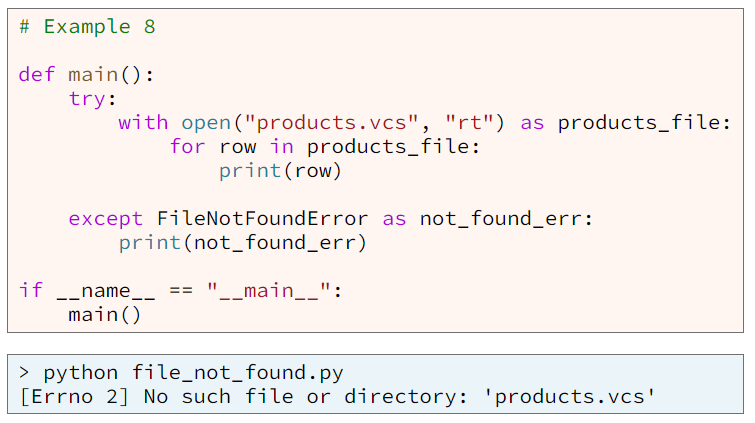 # Example 8
def main():
    try:
        with open("products.vcs", "rt") as products_file:
            for row in products_file:
                print(row)
    except FileNotFoundError as not_found_err:
        print(not_found_err)
if __name__ == "__main__":
    main()
> python file_not_found.py
[Errno 2] No such file or directory: 'products.vcs'